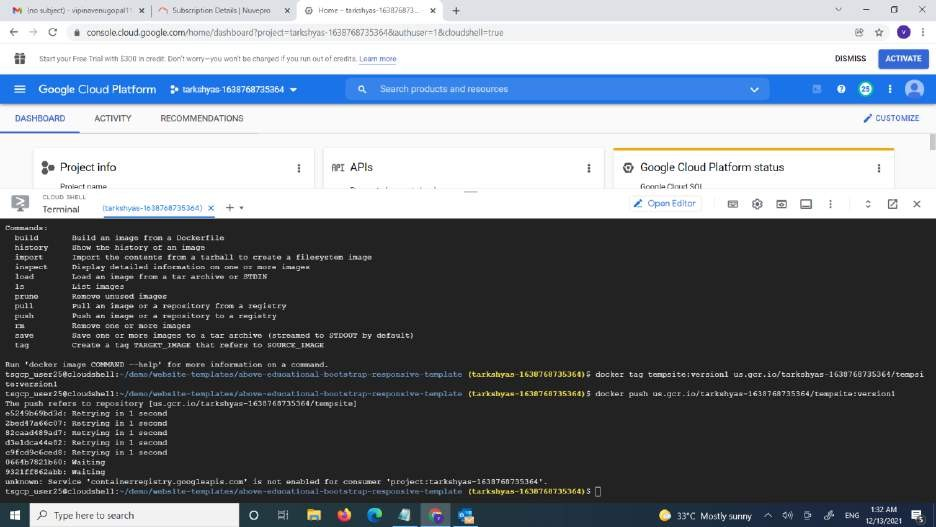 (no subject) - vipinavenugopal11
Subscription Details | Nuvepro
Home – tarkshyas-16387687
console.cloud.google.com/home/dashboard?project=tarkshyas-1638768735364&authuser=1&cloudshell=true
V
Start your Free Trial with $300 in credit. Don't worry—you won't be charged if you run out of credits. Learn more
DISMISS
ACTIVATE
Google Cloud Platform
tarkshyas-1638768735364
Search products and resources
25
DASHBOARD
ACTIVITY
RECOMMENDATIONS
CUSTOMIZE
Project info
API APIs
Google Cloud Platform status
Project name
Google Cloud SQL
CLOUD SHELL
Terminal
(tarkshyas-1638768735364)
Open Editor
Commands:
build Build an image from a Dockerfile
history Show the history of an image
import Import the contents from a tarball to create a filesystem image
inspect Display detailed information on one or more images
load Load an image from a tar archive or STDIN
ls List images
prune Remove unused images
pull Pull an image or a repository from a registry
push Push an image or a repository to a registry
rm Remove one or more images
save Save one or more images to a tar archive (streamed to STDOUT by default)
tag Create a tag TARGET_IMAGE that refers to SOURCE_IMAGE
Run 'docker image COMMAND --help' for more information on a command.
tsgcp_user25@cloudshell:~/demo/website-templates/above-educational-bootstrap-responsive-template (tarkshyas-1638768735364)$ docker tag tempsite:version1 us.gcr.io/tarkshyas-1638768735364/tempsi
te:version1
tsgcp_user25@cloudshell:~/demo/website-templates/above-educational-bootstrap-responsive-template (tarkshyas-1638768735364)$ docker push us.gcr.io/tarkshyas-1638768735364/tempsite:version1
The push refers to repository [us.gcr.io/tarkshyas-1638768735364/tempsite]
e5249b69bd3d: Retrying in 1 second
2bed47a66c07: Retrying in 1 second
82caad489ad7: Retrying in 1 second
d3e1dca44e82: Retrying in 1 second
c9fcd9c6ced8: Retrying in 1 second
0664b7821b60: Waiting
9321ff862abb: Waiting
unknown: Service 'containerregistry.googleapis.com' is not enabled for consumer 'project:tarkshyas-1638768735364'.
tsgcp_user25@cloudshell:~/demo/website-templates/above-educational-bootstrap-responsive-template (tarkshyas-1638768735364)$
Type here to search
33°C Mostly sunny
ENG
1:32 AM
12/13/2021
5